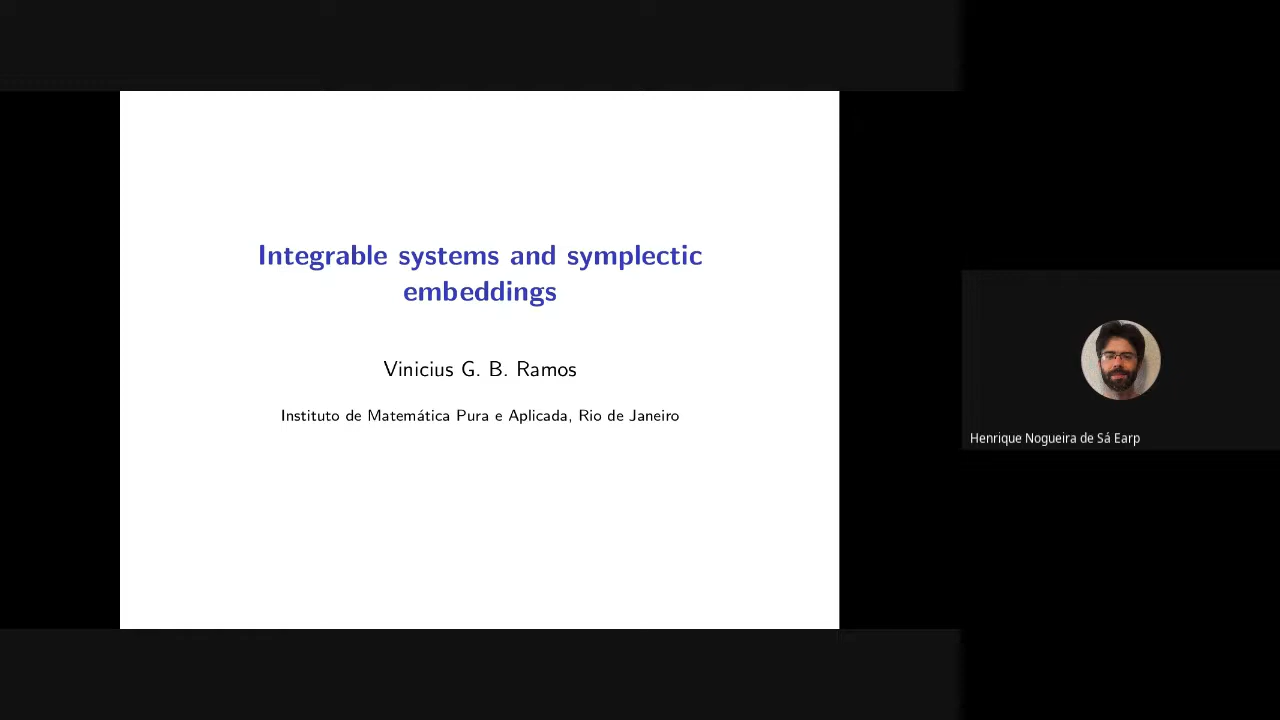 Integrable systems and symplectic
embeddings
Vinicius G. B. Ramos
Instituto de Matemática Pura e Aplicada, Rio de Janeiro
Henrique Nogueira de Sá Earp